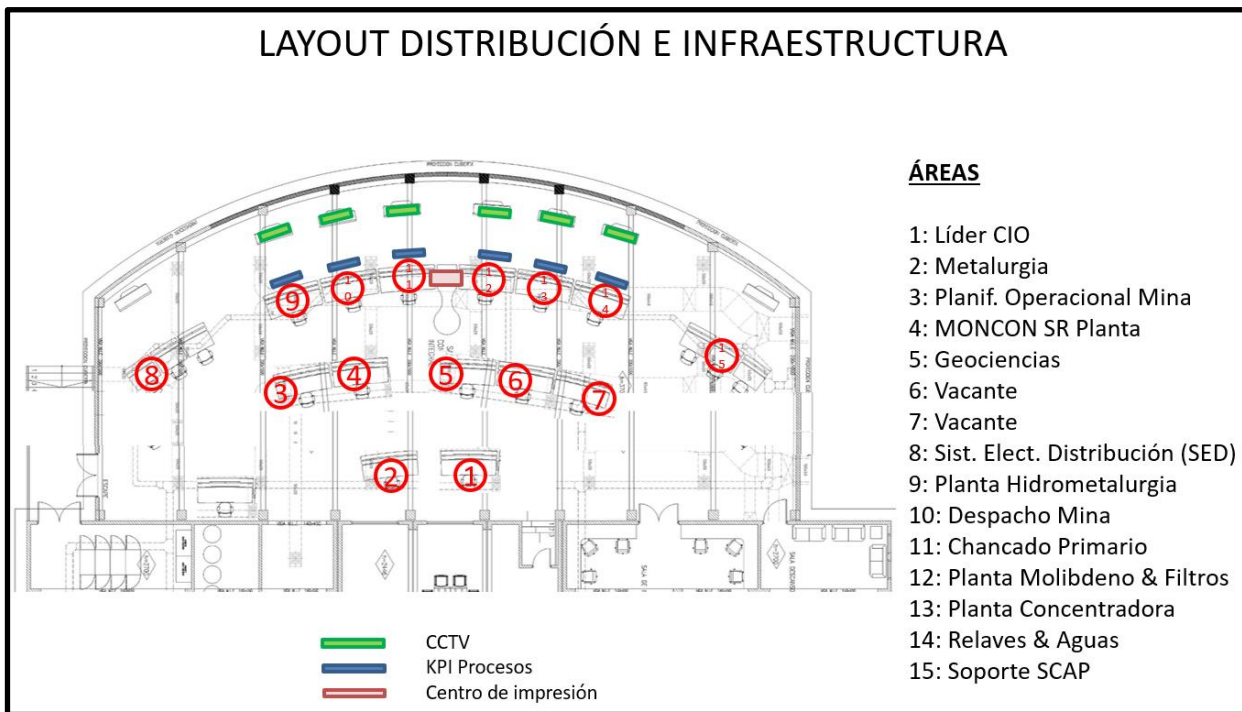 LAYOUT DISTRIBUCIÓN E INFRAESTRUCTURA
PROYECCION CUBIERTA
9
10
11
12
13
14
15
8
3
4
5
6
7
2
1
ESCAPE
CCTV
KPI Procesos
Centro de impresión
ÁREAS
1: Líder CIO
2: Metalurgia
3: Planif. Operacional Mina
4: MONCON SR Planta
5: Geociencias
6: Vacante
7: Vacante
8: Sist. Elect. Distribución (SED)
9: Planta Hidrometalurgia
10: Despacho Mina
11: Chancado Primario
12: Planta Molibdeno & Filtros
13: Planta Concentradora
14: Relaves & Aguas
15: Soporte SCAP